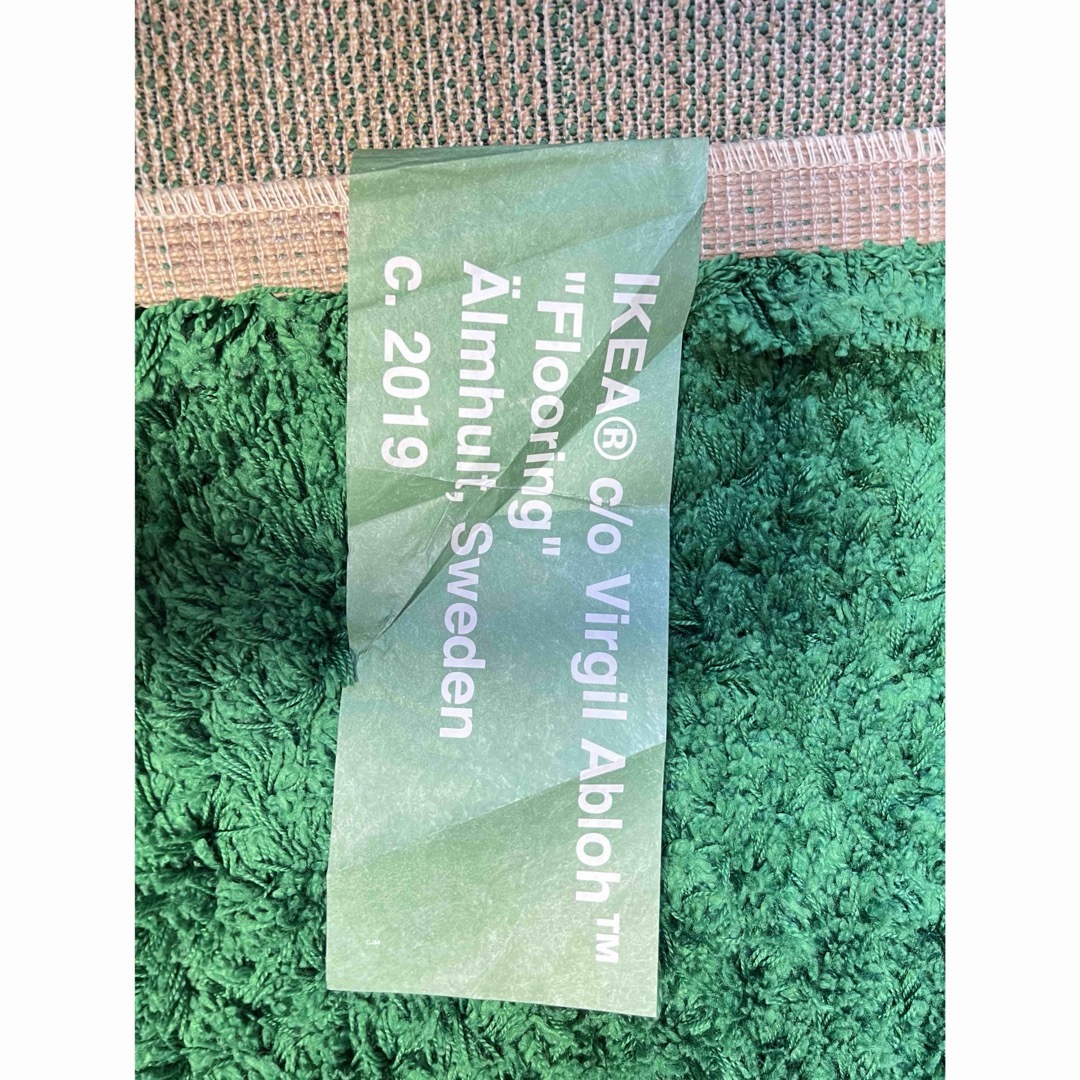 IKEA® c/o Virgil Abloh™
"Flooring"
Älmhult, Sweden
c. 2019